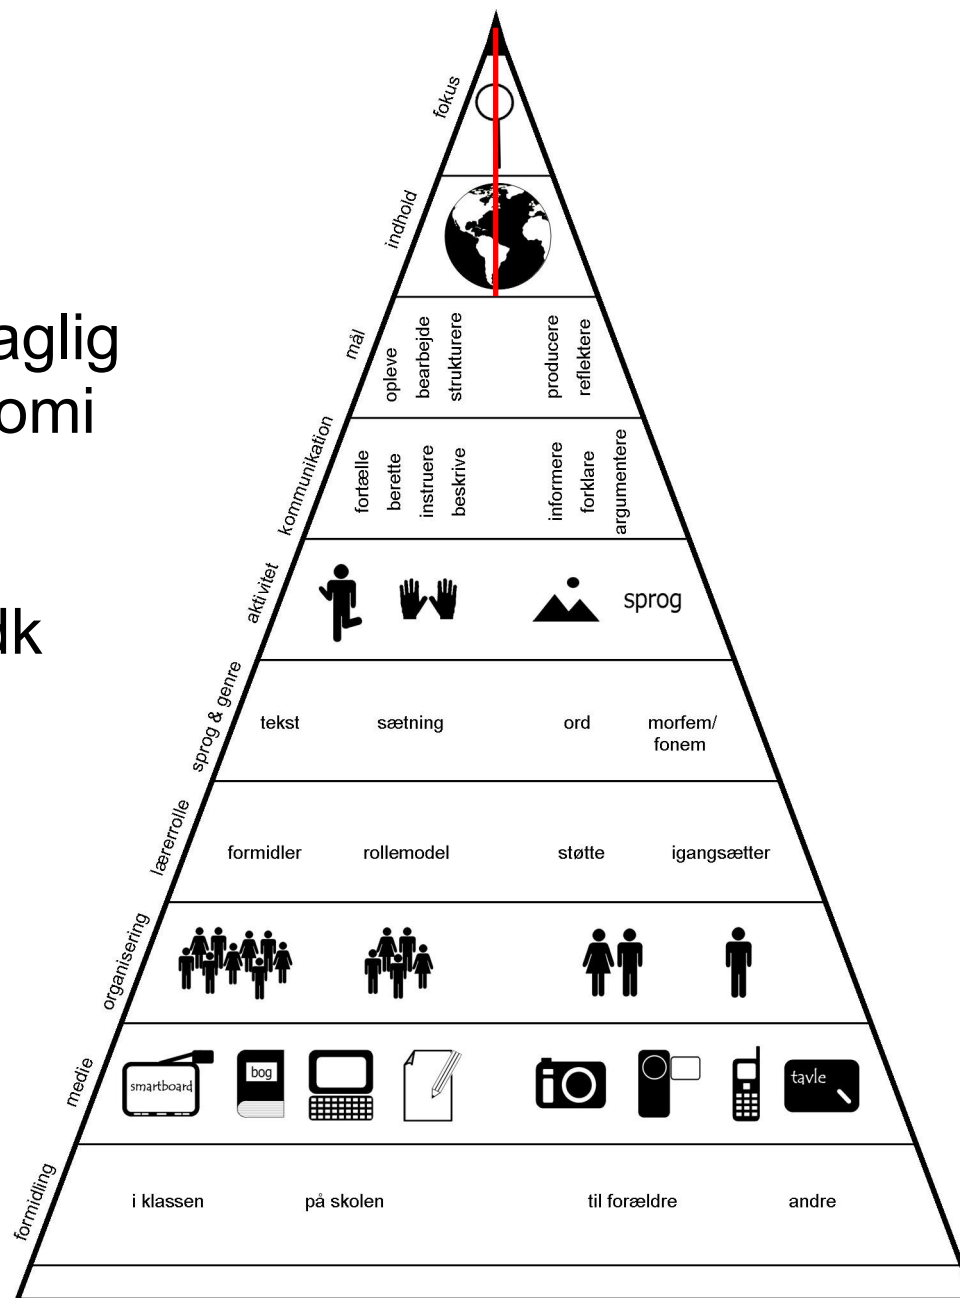 fokus
indhold
aglig
omi
dk
mål
opleve
bearbejde
strukturere
producere
reflektere
kommunikation
fortælle
berette
instruere
beskrive
informere
forklare
argumentere
aktivitet
sprog
sprog & genre
tekst
sætning
ord
morfem/
fonem
lærerrolle
formidler
rollemodel
støtte
igangsætter
organisering
medie
smartboard
bog
tavle
formidling
i klassen
på skolen
til forældre
andre